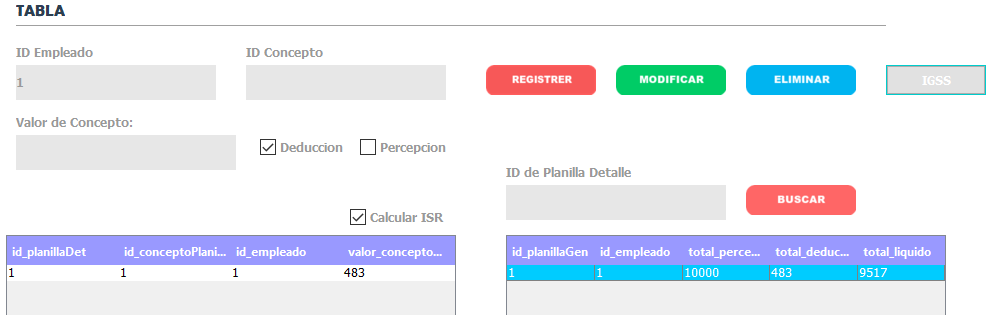 TABLA
ID Empleado
ID Concepto
1
REGISTRER
MODIFICAR
ELIMINAR
IGSS
Valor de Concepto:
Deduccion
Percepcion
ID de Planilla Detalle
BUSCAR
Calcular ISR
id_planillaDet id_conceptoPlani... id_empleado valor_concepto...
1 1 1 483
id_planillaGen id_empleado total_perce... total_deduc... total_liquido
1 1 10000 483 9517